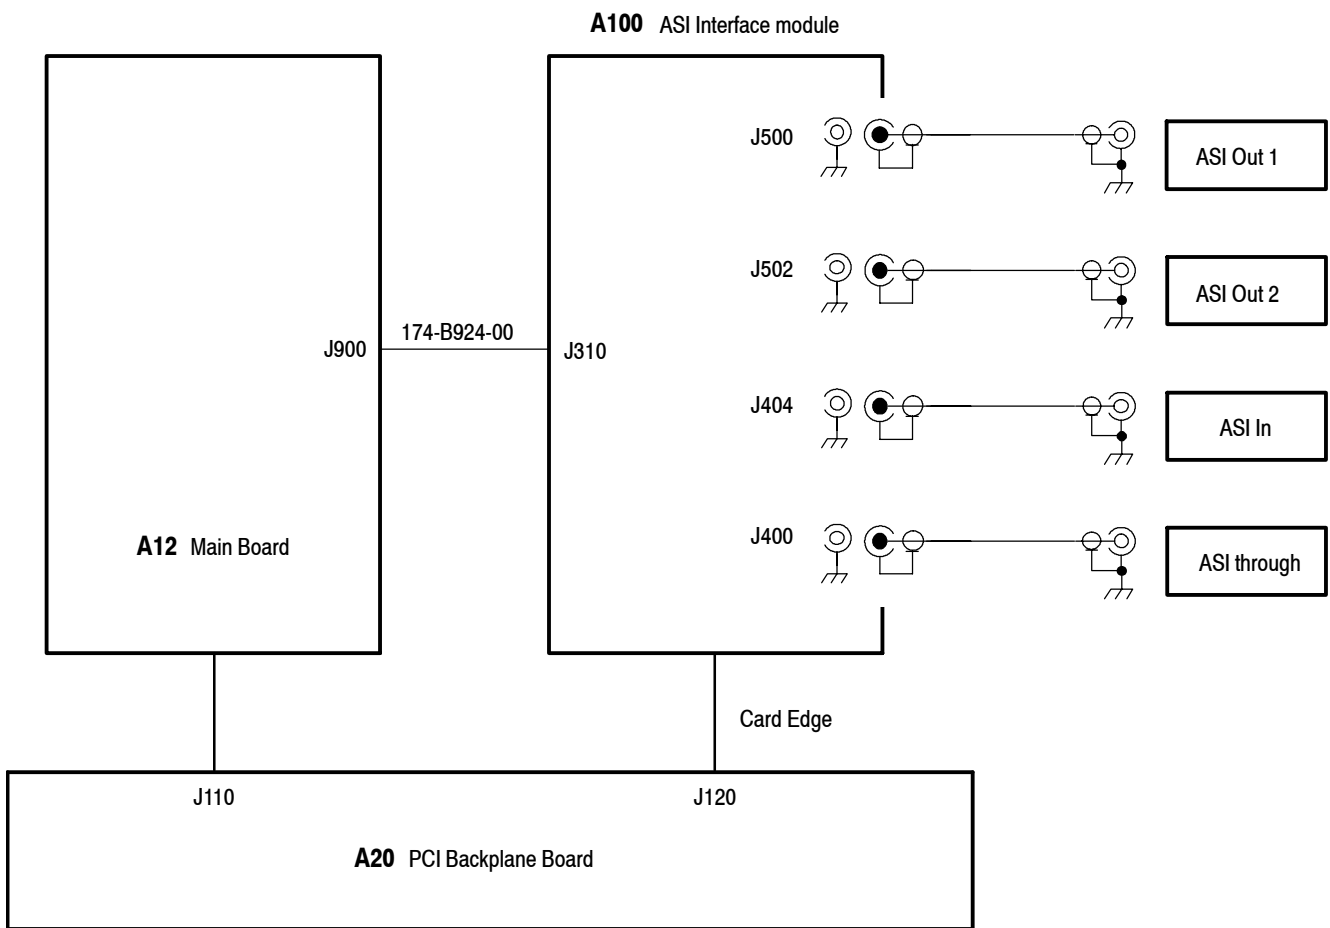 A100 ASI Interface module
J500
ASI Out 1
J502
ASI Out 2
174-B924-00
J900
J310
J404
ASI In
J400
ASI through
A12 Main Board
Card Edge
J110
J120
A20 PCI Backplane Board